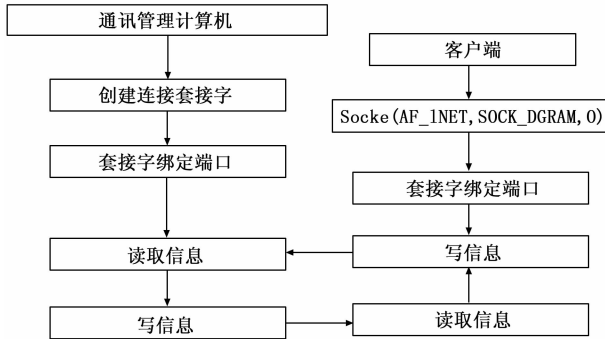 通讯管理计算机
创建连接套接字
套接字绑定端口
读取信息
写信息
客户端
Socke(AF_1NET,SOCK_DGRAM,0)
套接字绑定端口
写信息
读取信息